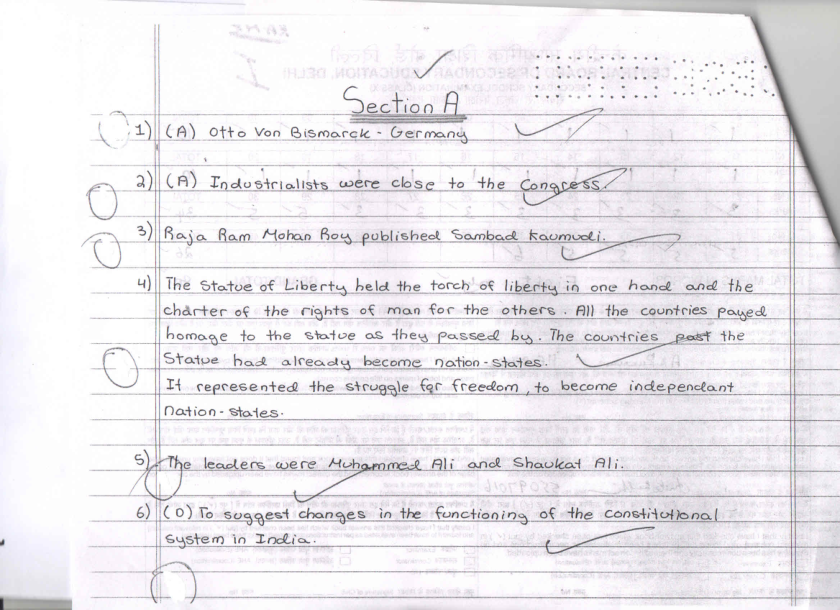 Section A
1) (A) Otto Von Bismarck - Germany
2) (A) Industrialists were close to the Congress.
3) Raja Ram Mohan Roy published Sambad Kaumudi.
4) The Statue of Liberty held the torch of liberty in one hand and the
charter of the rights of man for the others. All the countries payed
homage to the statue as they passed by. The countries past the
Statue had already become nation-states.
It represented the struggle for freedom, to become independant
nation-states.
5) The leaders were Muhammed Ali and Shaukat Ali.
6) (D) To suggest changes in the functioning of the constitutional
system in India.